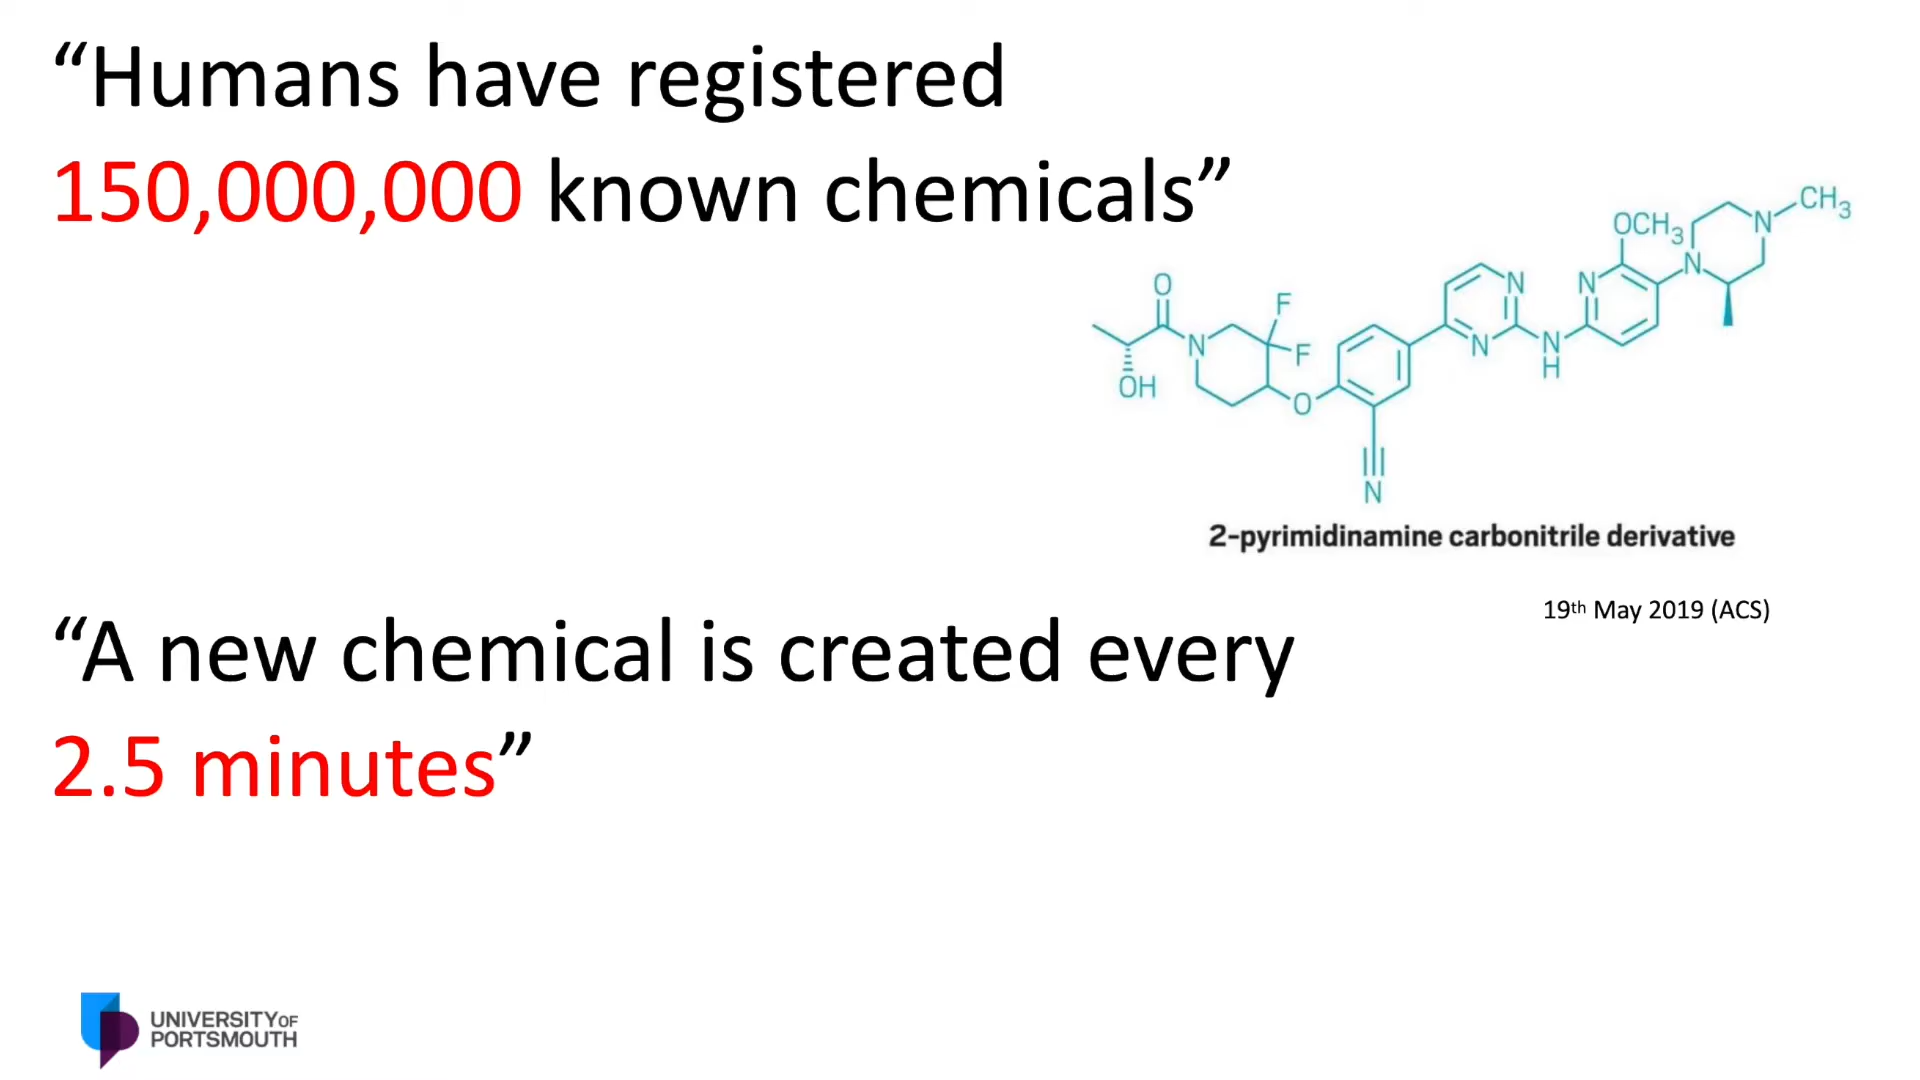 “Humans have registered
150,000,000 known chemicals”
CH3
OCH3
N
N
N
N
O
F
N
F
N
N
H
OH
O
N
2-pyrimidinamine carbonitrile derivative
19th May 2019 (ACS)
“A new chemical is created every
2.5 minutes”
UNIVERSITY OF
PORTSMOUTH